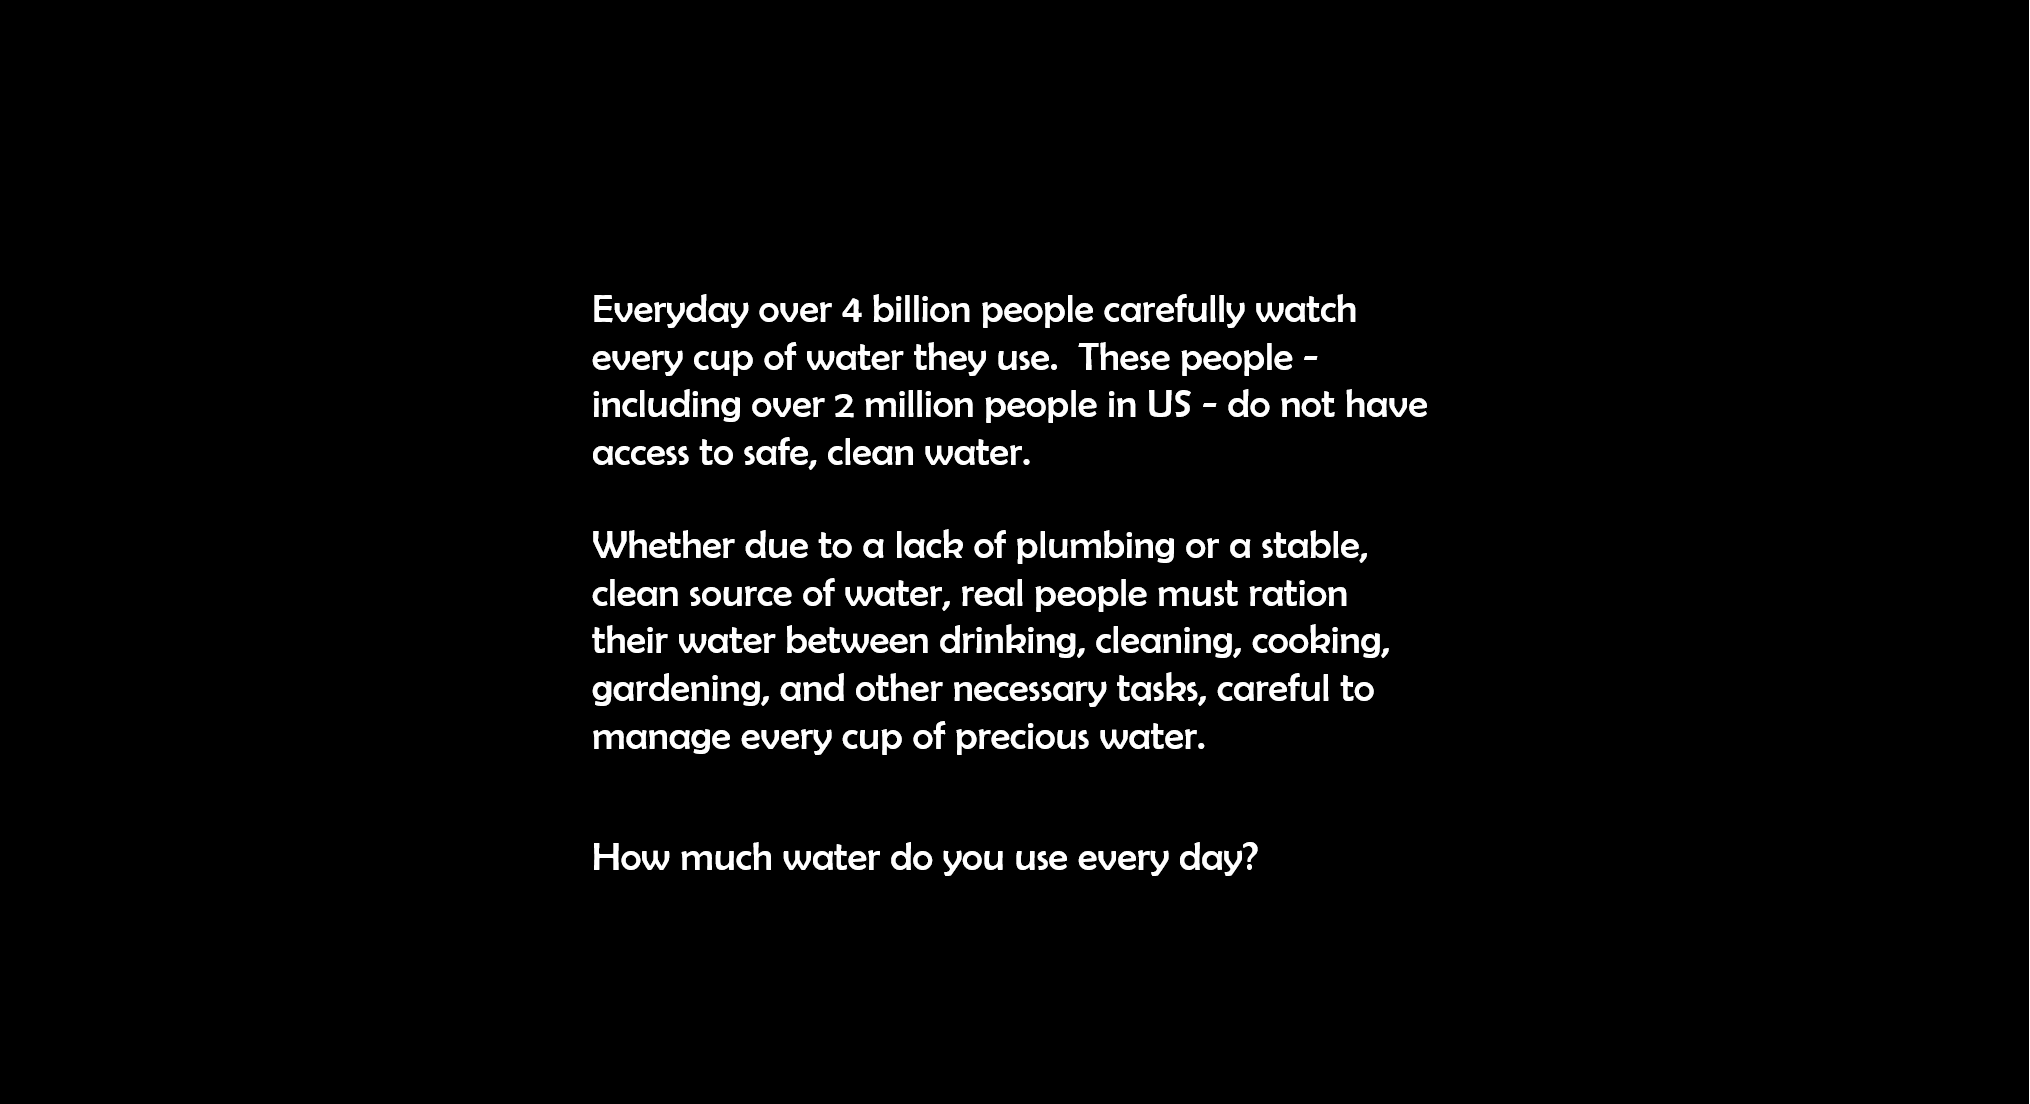 Everyday over 4 billion people carefully watch
every cup of water they use.  These people -
including over 2 million people in US - do not have
access to safe, clean water.
Whether due to a lack of plumbing or a stable,
clean source of water, real people must ration
their water between drinking, cleaning, cooking,
gardening, and other necessary tasks, careful to
manage every cup of precious water.
How much water do you use every day?